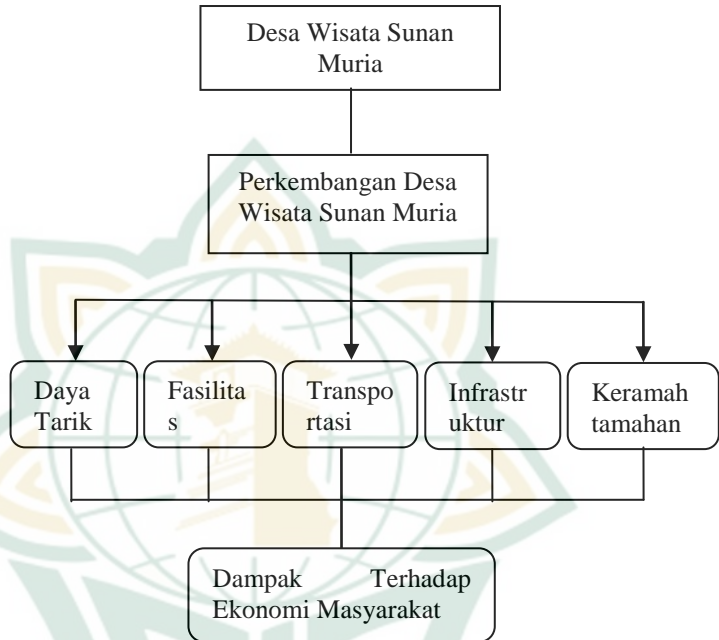 Desa Wisata Sunan
Muria
Perkembangan Desa
Wisata Sunan Muria
Daya
Tarik
Fasilita
s
Transpo
rtasi
Infrastr
uktur
Keramah
tamahan
Dampak Terhadap
Ekonomi Masyarakat